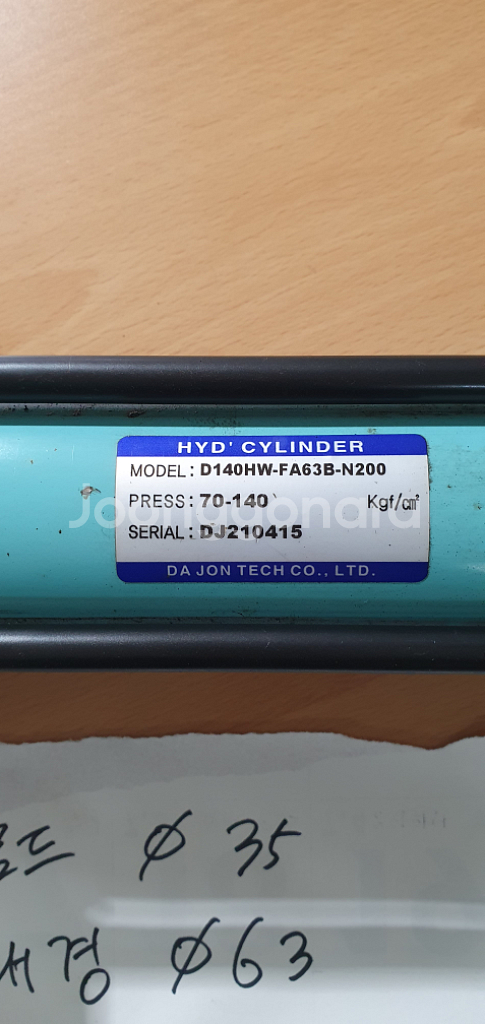 HYD' CYLINDER
MODEL : D140HW-FA63B-N200
PRESS : 70-140 Kgf/㎠
SERIAL : DJ210415
DA JON TECH CO., LTD.
Joonggonara
ø 35
ø 63